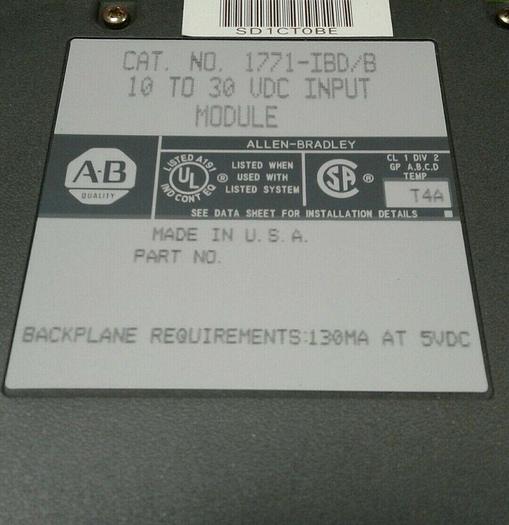 SD1CT0BE
CAT. NO. 1771-IBD/B
10 TO 30 VDC INPUT
MODULE
ALLEN-BRADLEY
A-B
QUALITY
LISTED A191
UL
IND CONT EQ
®
LISTED WHEN
USED WITH
LISTED SYSTEM
SA
®
CL 1 DIV 2
GP A,B,C,D
TEMP
T4A
SEE DATA SHEET FOR INSTALLATION DETAILS
MADE IN U.S.A.
PART NO.
BACKPLANE REQUIREMENTS:130MA AT 5VDC